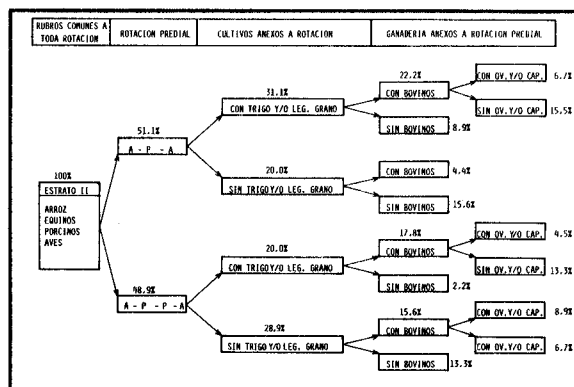 RUBROS COMUNES A
TODA ROTACION
ROTACION PREDIAL
CULTIVOS ANEXOS A ROTACION
GANADERIA ANEXOS A ROTACION PREDIAL
100%
ESTRATO II
ARROZ
EQUINOS
PORCINOS
AVES
51.1%
A - P - A
48.9%
A - P - P - A
31.1%
CON TRIGO Y/O LEG. GRANO
20.0%
SIN TRIGO Y/O LEG. GRANO
20.0%
CON TRIGO Y/O LEG. GRANO
28.9%
SIN TRIGO Y/O LEG. GRANO
22.2%
CON BOVINOS
SIN BOVINOS 8.9%
CON BOVINOS 4.4%
SIN BOVINOS 15.6%
17.8%
CON BOVINOS
SIN BOVINOS 2.2%
15.6%
CON BOVINOS
SIN BOVINOS 13.3%
CON OV.Y/O CAP. 6.7%
SIN OV.Y/O CAP. 15.5%
CON OV.Y/O CAP. 4.5%
SIN OV.Y/O CAP. 13.3%
CON OV.Y/O CAP. 8.9%
CON OV.Y/O CAP. 6.7%